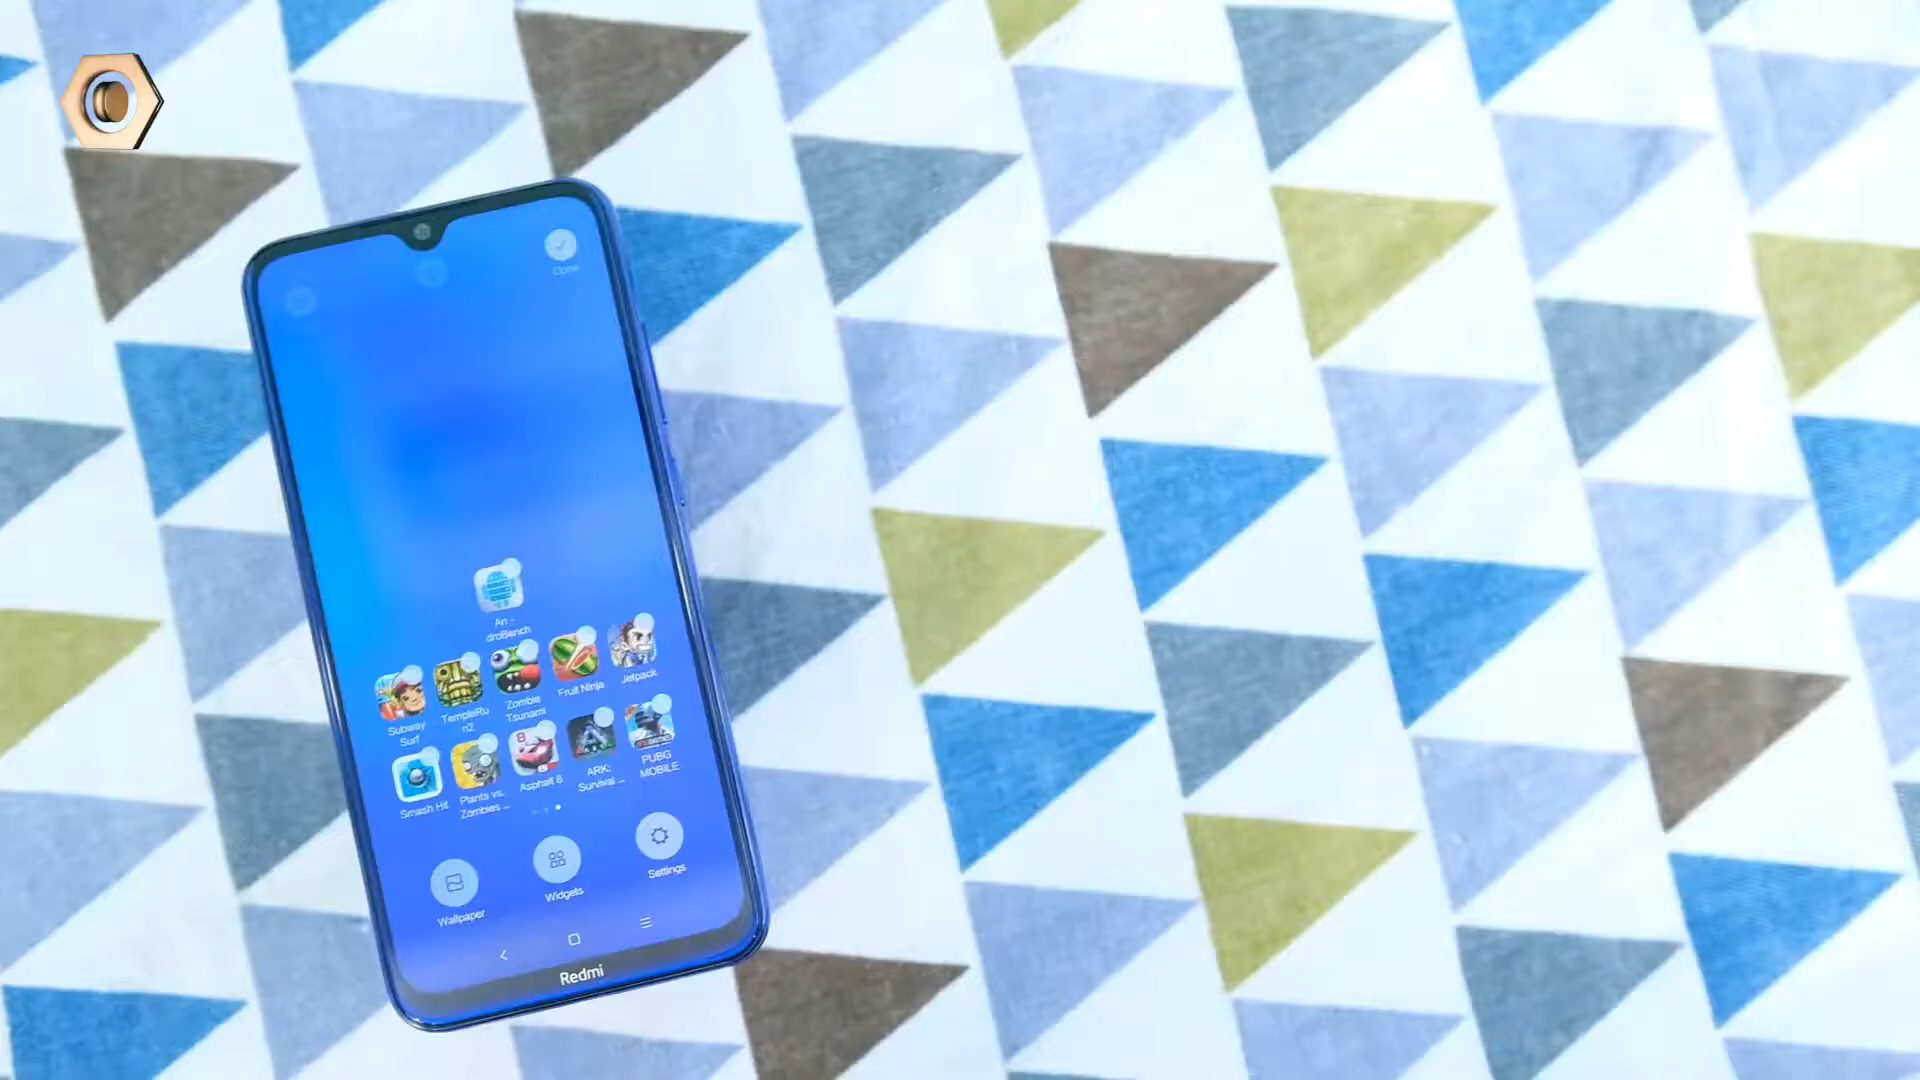 Done
An -
droBench
Subway
Surf
TempleRu
n2
Zombie
Tsunami
Fruit Ninja
Jetpack
Smash Hit
Plants vs.
Zombies ...
8
Asphalt 8
ARK:
Survival ...
PUBG
MOBILE
Wallpaper
Widgets
Settings
Redmi